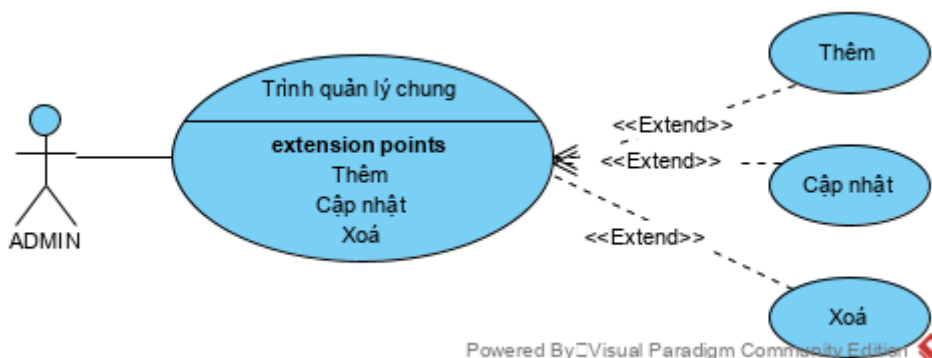 Thêm
Trình quản lý chung
<<Extend>>
extension points
Thêm
<<Extend>>
Cập nhật
Cập nhật
Xoá
ADMIN
<<Extend>>
Xoá
Powered By Visual Paradigm Community Edition